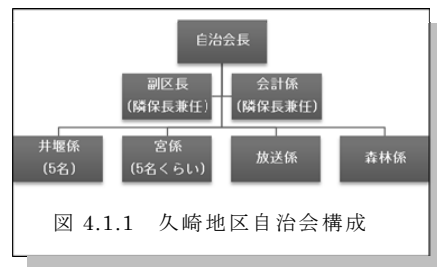 自治会長
副区長
(隣保長兼任)
会計係
(隣保長兼任)
井堰係
(5名)
宮係
(5名くらい)
放送係
森林係
図 4.1.1 久崎地区自治会構成